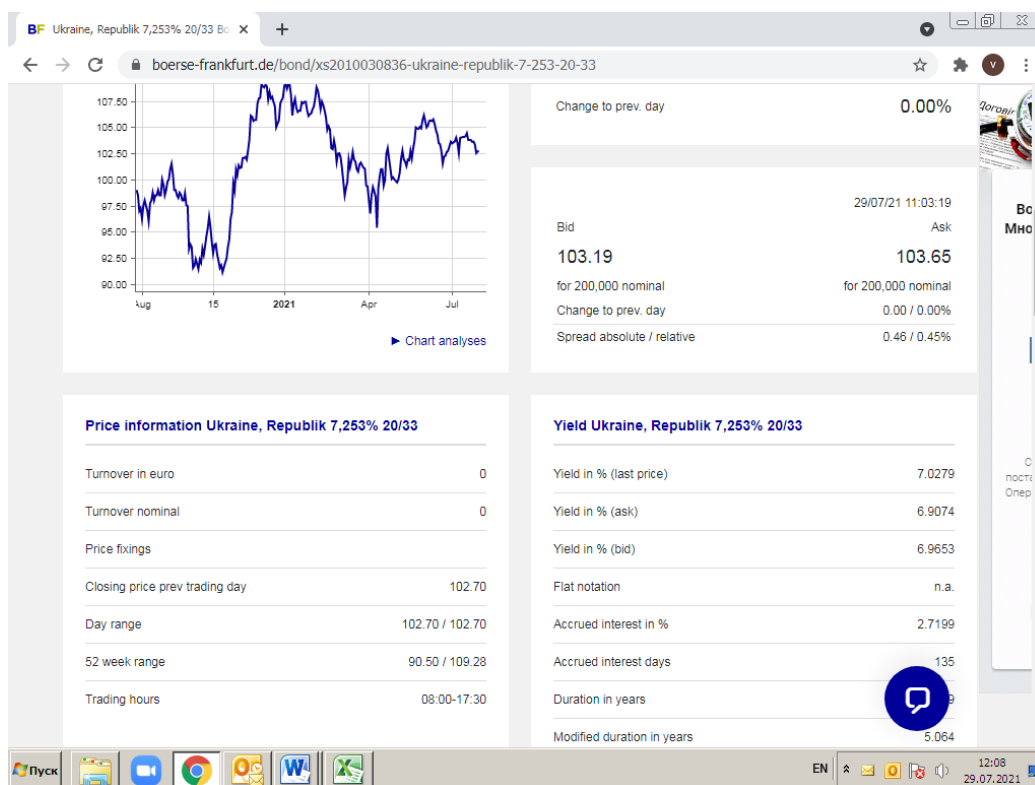 BF Ukraine, Republik 7,253% 20/33 Bo
boerse-frankfurt.de/bond/xs2010030836-ukraine-republik-7-253-20-33
V
107.50
105.00
102.50
100.00
97.50
95.00
92.50
90.00
Aug 15 2021 Apr Jul
Chart analyses
Change to prev. day 0.00%
29/07/21 11:03:19
Bid Ask
103.19 103.65
for 200,000 nominal for 200,000 nominal
Change to prev. day 0.00 / 0.00%
Spread absolute / relative 0.46 / 0.45%
Price information Ukraine, Republik 7,253% 20/33
Turnover in euro 0
Turnover nominal 0
Price fixings
Closing price prev trading day 102.70
Day range 102.70 / 102.70
52 week range 90.50 / 109.28
Trading hours 08:00-17:30
Yield Ukraine, Republik 7,253% 20/33
Yield in % (last price) 7.0279
Yield in % (ask) 6.9074
Yield in % (bid) 6.9653
Flat notation n.a.
Accrued interest in % 2.7199
Accrued interest days 135
Duration in years 9
Modified duration in years 5.064
Во
Мно
С
поста
Опер
Пуск
EN
12:08
29.07.2021